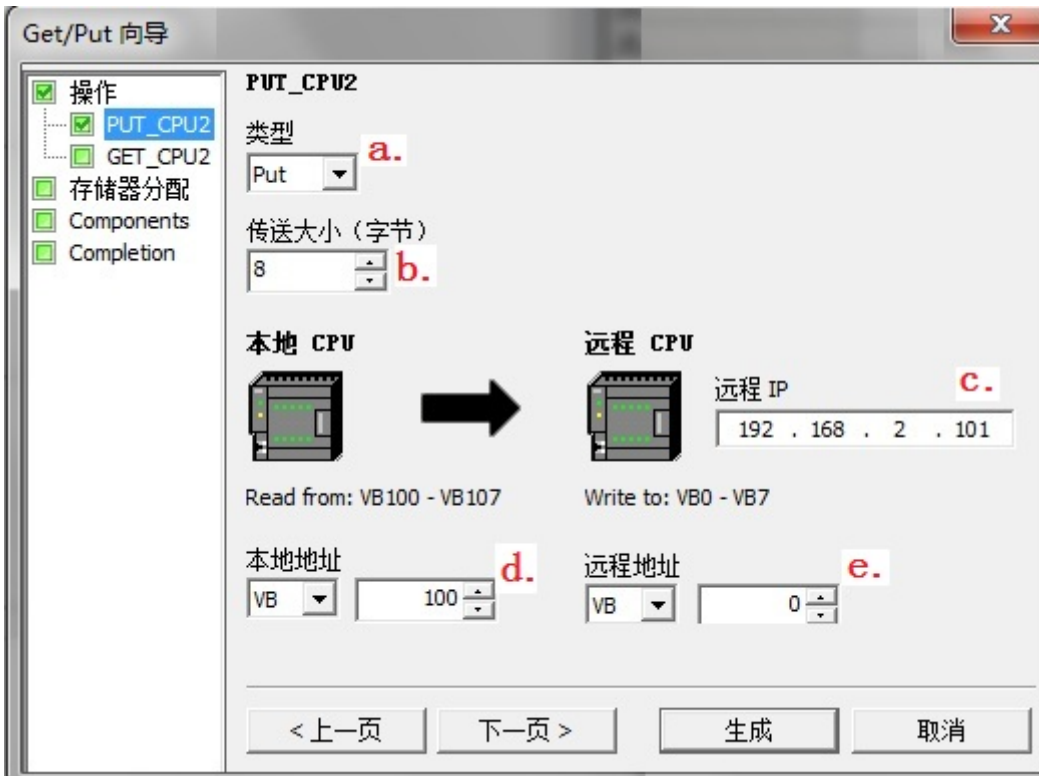 Get/Put 向导
操作
PUT_CPU2
GET_CPU2
存储器分配
Components
Completion
PUT_CPU2
类型
Put
a.
传送大小（字节）
8
b.
本地 CPU
远程 CPU
远程 IP
c.
192 . 168 . 2 . 101
Read from: VB100 - VB107
Write to: VB0 - VB7
本地地址
d.
VB
100
远程地址
e.
VB
0
< 上一页
下一页 >
生成
取消